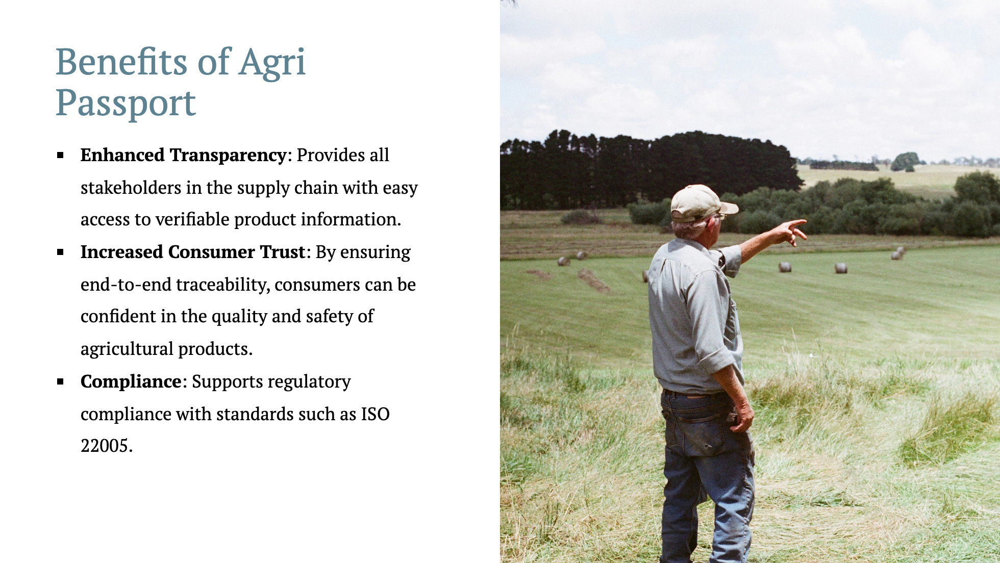 Benefits of Agri
Passport
▪ Enhanced Transparency: Provides all
stakeholders in the supply chain with easy
access to verifiable product information.
▪ Increased Consumer Trust: By ensuring
end-to-end traceability, consumers can be
confident in the quality and safety of
agricultural products.
▪ Compliance: Supports regulatory
compliance with standards such as ISO
22005.